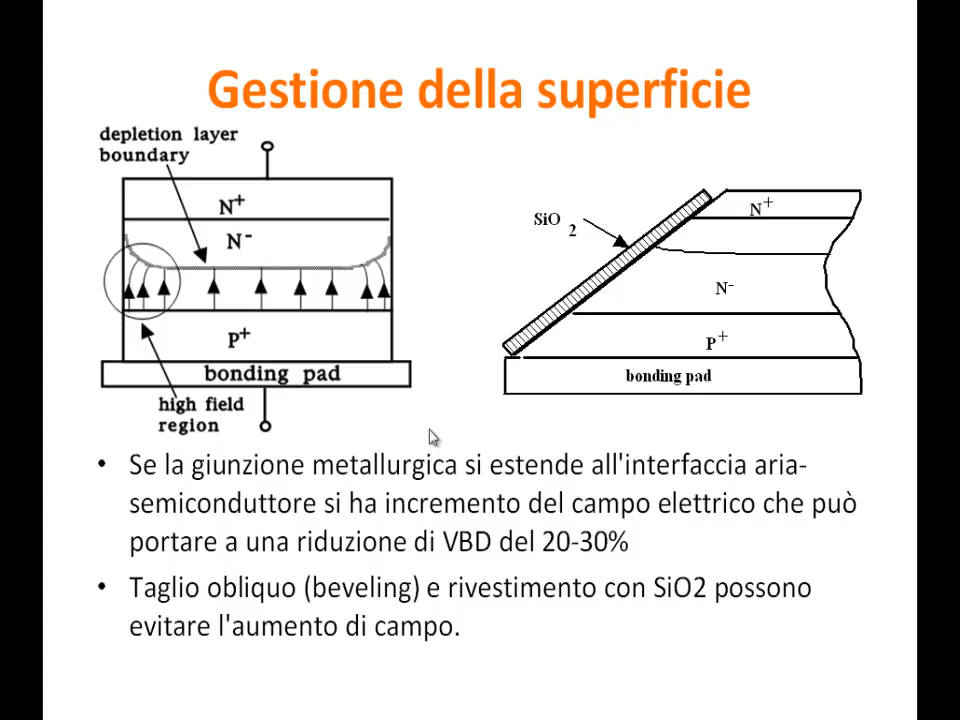 Gestione della superficie
depletion layer
boundary
N+
N-
P+
bonding pad
high field
region
SiO
2
N+
N-
P+
bonding pad
• Se la giunzione metallurgica si estende all'interfaccia aria-
semiconduttore si ha incremento del campo elettrico che può
portare a una riduzione di VBD del 20-30%
• Taglio obliquo (beveling) e rivestimento con SiO2 possono
evitare l'aumento di campo.